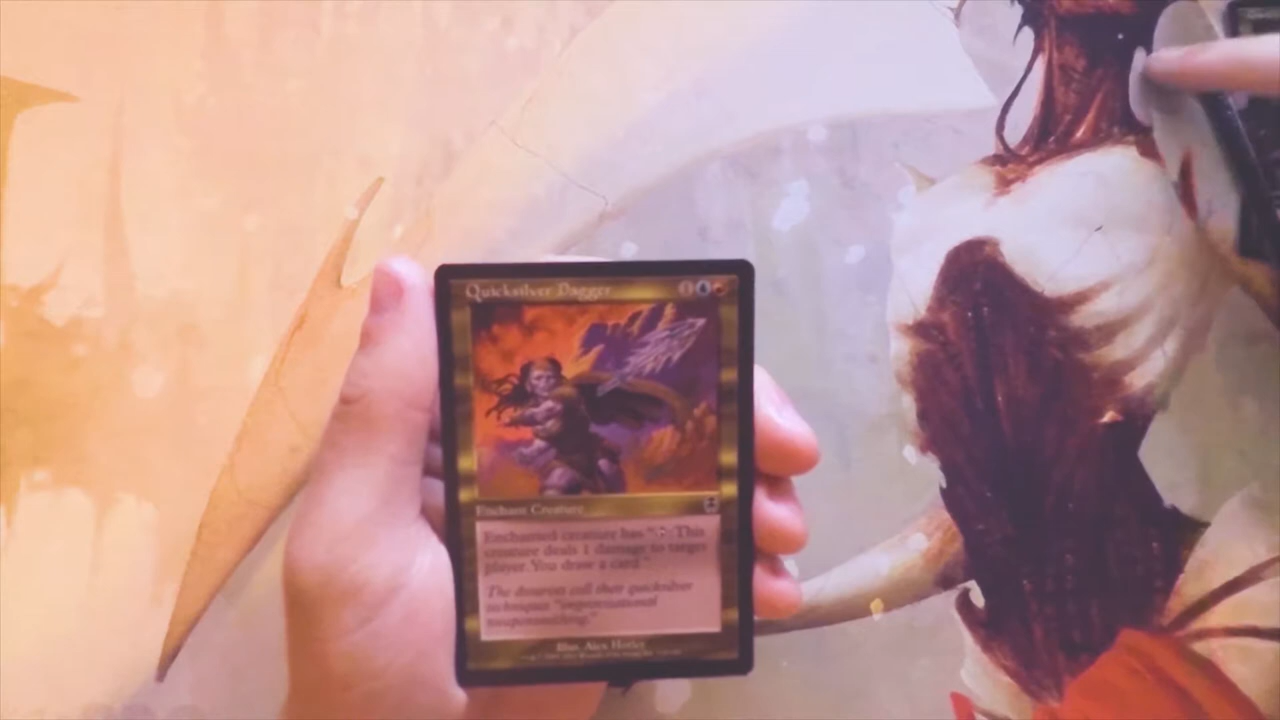 Quicksilver Dagger 1
Enchant Creature
Enchanted creature has ": This
creature deals 1 damage to target
player. You draw a card."
The dwarves call their quicksilver
technique "improvisational
weaponsmithing."
Illus. Alex Horley